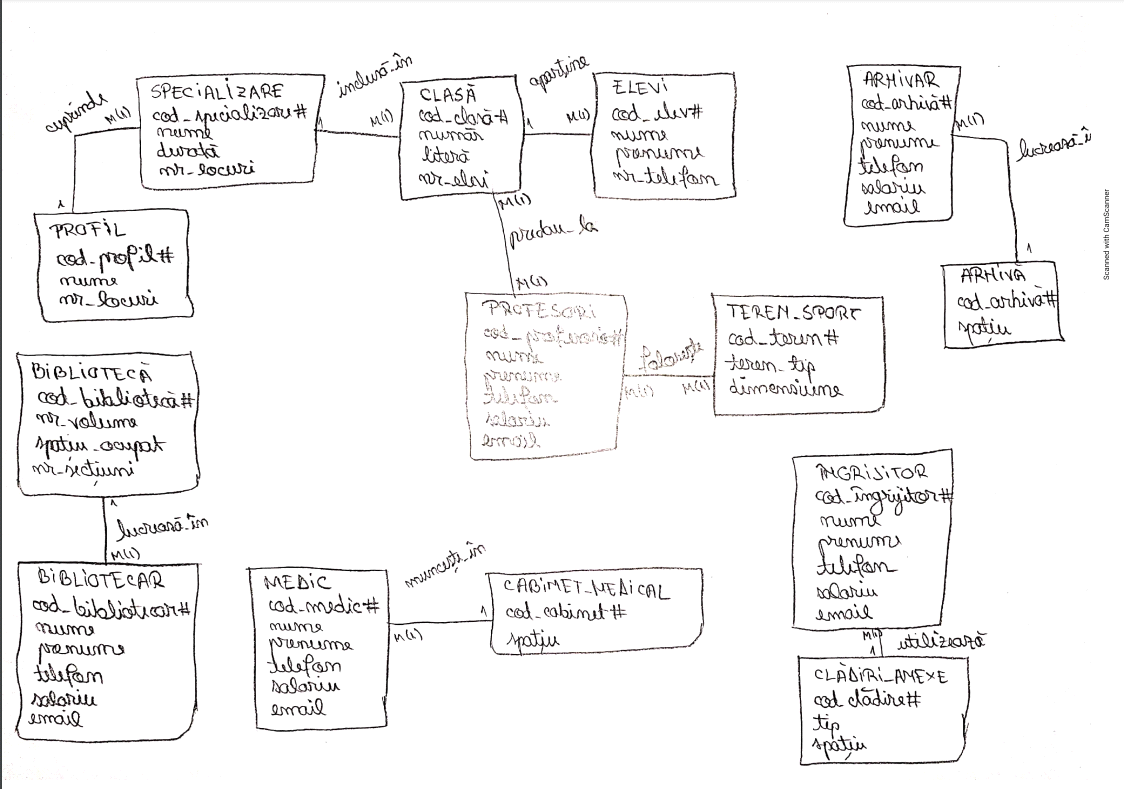 SPECIALIZARE
cod_specializare#
nume
durată
nr_locuri
cuprinde
M(1)
1
PROFIL
cod_profil#
nume
nr_locuri
inclusă_în
1
M(1)
CLASĂ
cod_clasă#
număr
literă
nr_elvi
aparține
1
M(1)
ELEVI
cod_elev#
nume
prenume
nr_telefon
ARHIVAR
cod_arhivă#
nume
prenume
telefon
salariu
email
M(1)
lucrează_î
1
ARHIVĂ
cod_arhivă#
spațiu
M(1)
predau_la
M(1)
PROFESORI
cod_profesor#
nume
prenume
telefon
salariu
email
folosește
M(1)
M(1)
TEREN_SPORT
cod_teren#
teren_tip
dimensiune
BIBLIOTECĂ
cod_bibliotecă#
nr_volume
spațiu_ocupat
nr_secțiuni
1
lucrează_în
M(1)
BIBLIOTECAR
cod_bibliotecar#
nume
prenume
telefon
salariu
email
MEDIC
cod_medic#
nume
prenume
telefon
salariu
email
muncește_în
M(1)
1
CABINET_MEDICAL
cod_cabinet#
spațiu
ÎNGRIJITOR
cod_îngrijitor#
nume
prenume
telefon
salariu
email
M(1)
utilizează
1
CLĂDIRI_ANEXE
cod_clădire#
tip
spațiu
Scanned with CamScanner